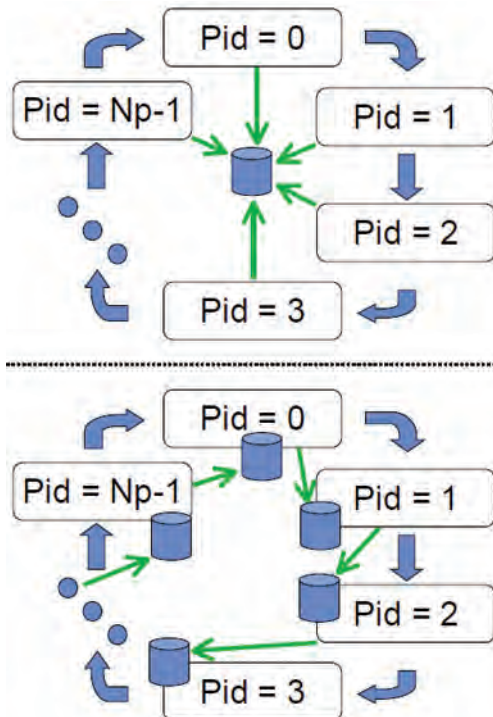 Pid = 0
Pid = Np-1
Pid = 1
Pid = 2
Pid = 3
Pid = 0
Pid = Np-1
Pid = 1
Pid = 2
Pid = 3